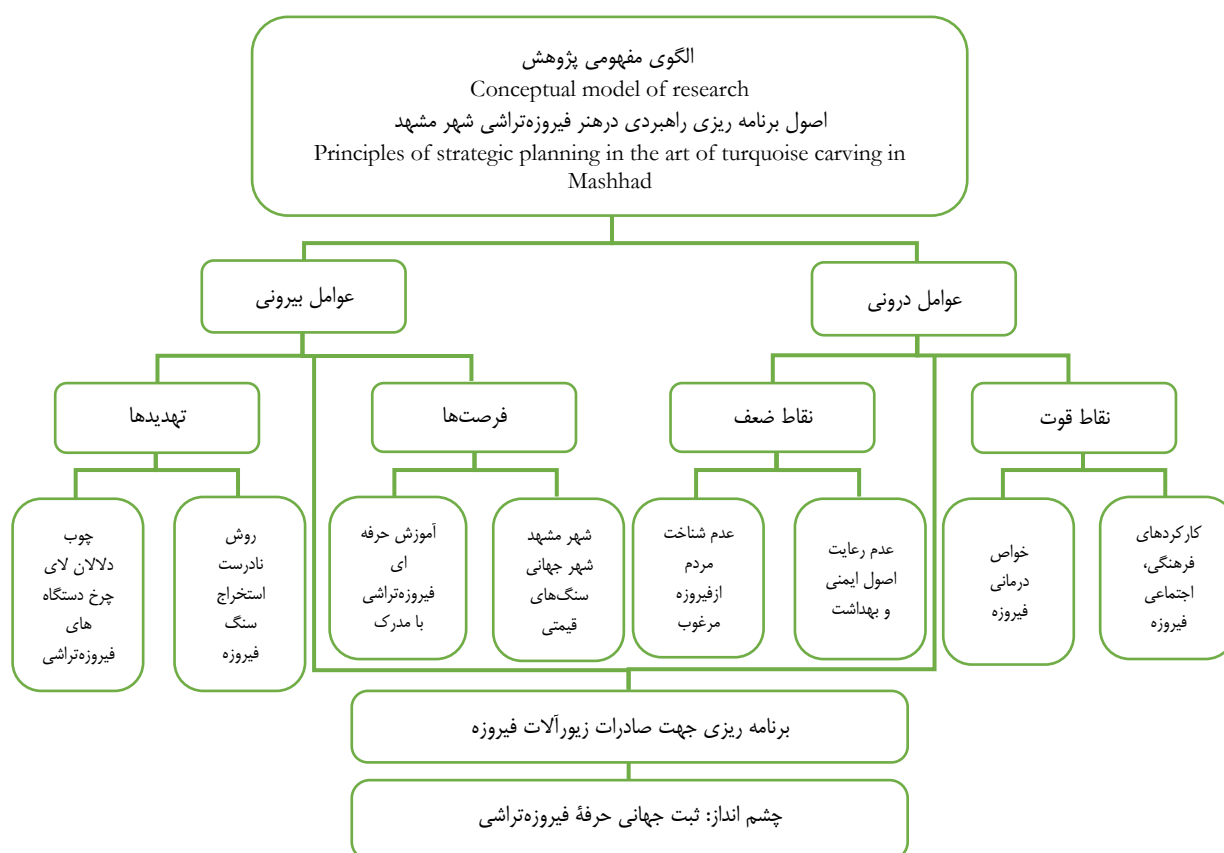 الگوی مفهومی پژوهش
Conceptual model of research
اصول برنامه ریزی راهبردی درهنر فیروزه‌تراشی شهر مشهد
Principles of strategic planning in the art of turquoise carving in
Mashhad
عوامل درونی
عوامل بیرونی
نقاط قوت
نقاط ضعف
فرصت‌ها
تهدیدها
کارکردهای
فرهنگی،
اجتماعی
فیروزه
خواص
درمانی
فیروزه
عدم رعایت
اصول ایمنی
و بهداشت
عدم شناخت
مردم
ازفیروزه
مرغوب
شهر مشهد
شهر جهانی
سنگ‌های
قیمتی
آموزش حرفه
ای
فیروزه‌تراشی
با مدرک
روش
نادرست
استخراج
سنگ
فیروزه
چوب
دلالان لای
چرخ دستگاه
های
فیروزه‌تراشی
برنامه ریزی جهت صادرات زیورآلات فیروزه
چشم انداز: ثبت جهانی حرفهٔ فیروزه‌تراشی